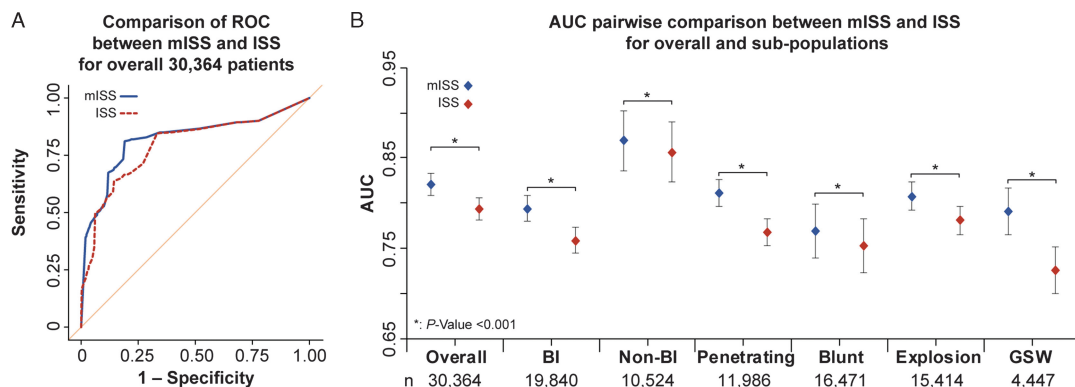 A
Comparison of ROC
between mISS and ISS
for overall 30,364 patients
mISS
ISS
1.00
0.75
0.50
0.25
0
Sensitivity
0 0.25 0.50 0.75 1.00
1 – Specificity
B
AUC pairwise comparison between mISS and ISS
for overall and sub-populations
mISS
ISS
0.95
0.85
0.75
0.65
AUC
* * * * * * *
*: P-Value <0.001
Overall BI Non-BI Penetrating Blunt Explosion GSW
n 30.364 19.840 10.524 11.986 16.471 15.414 4.447